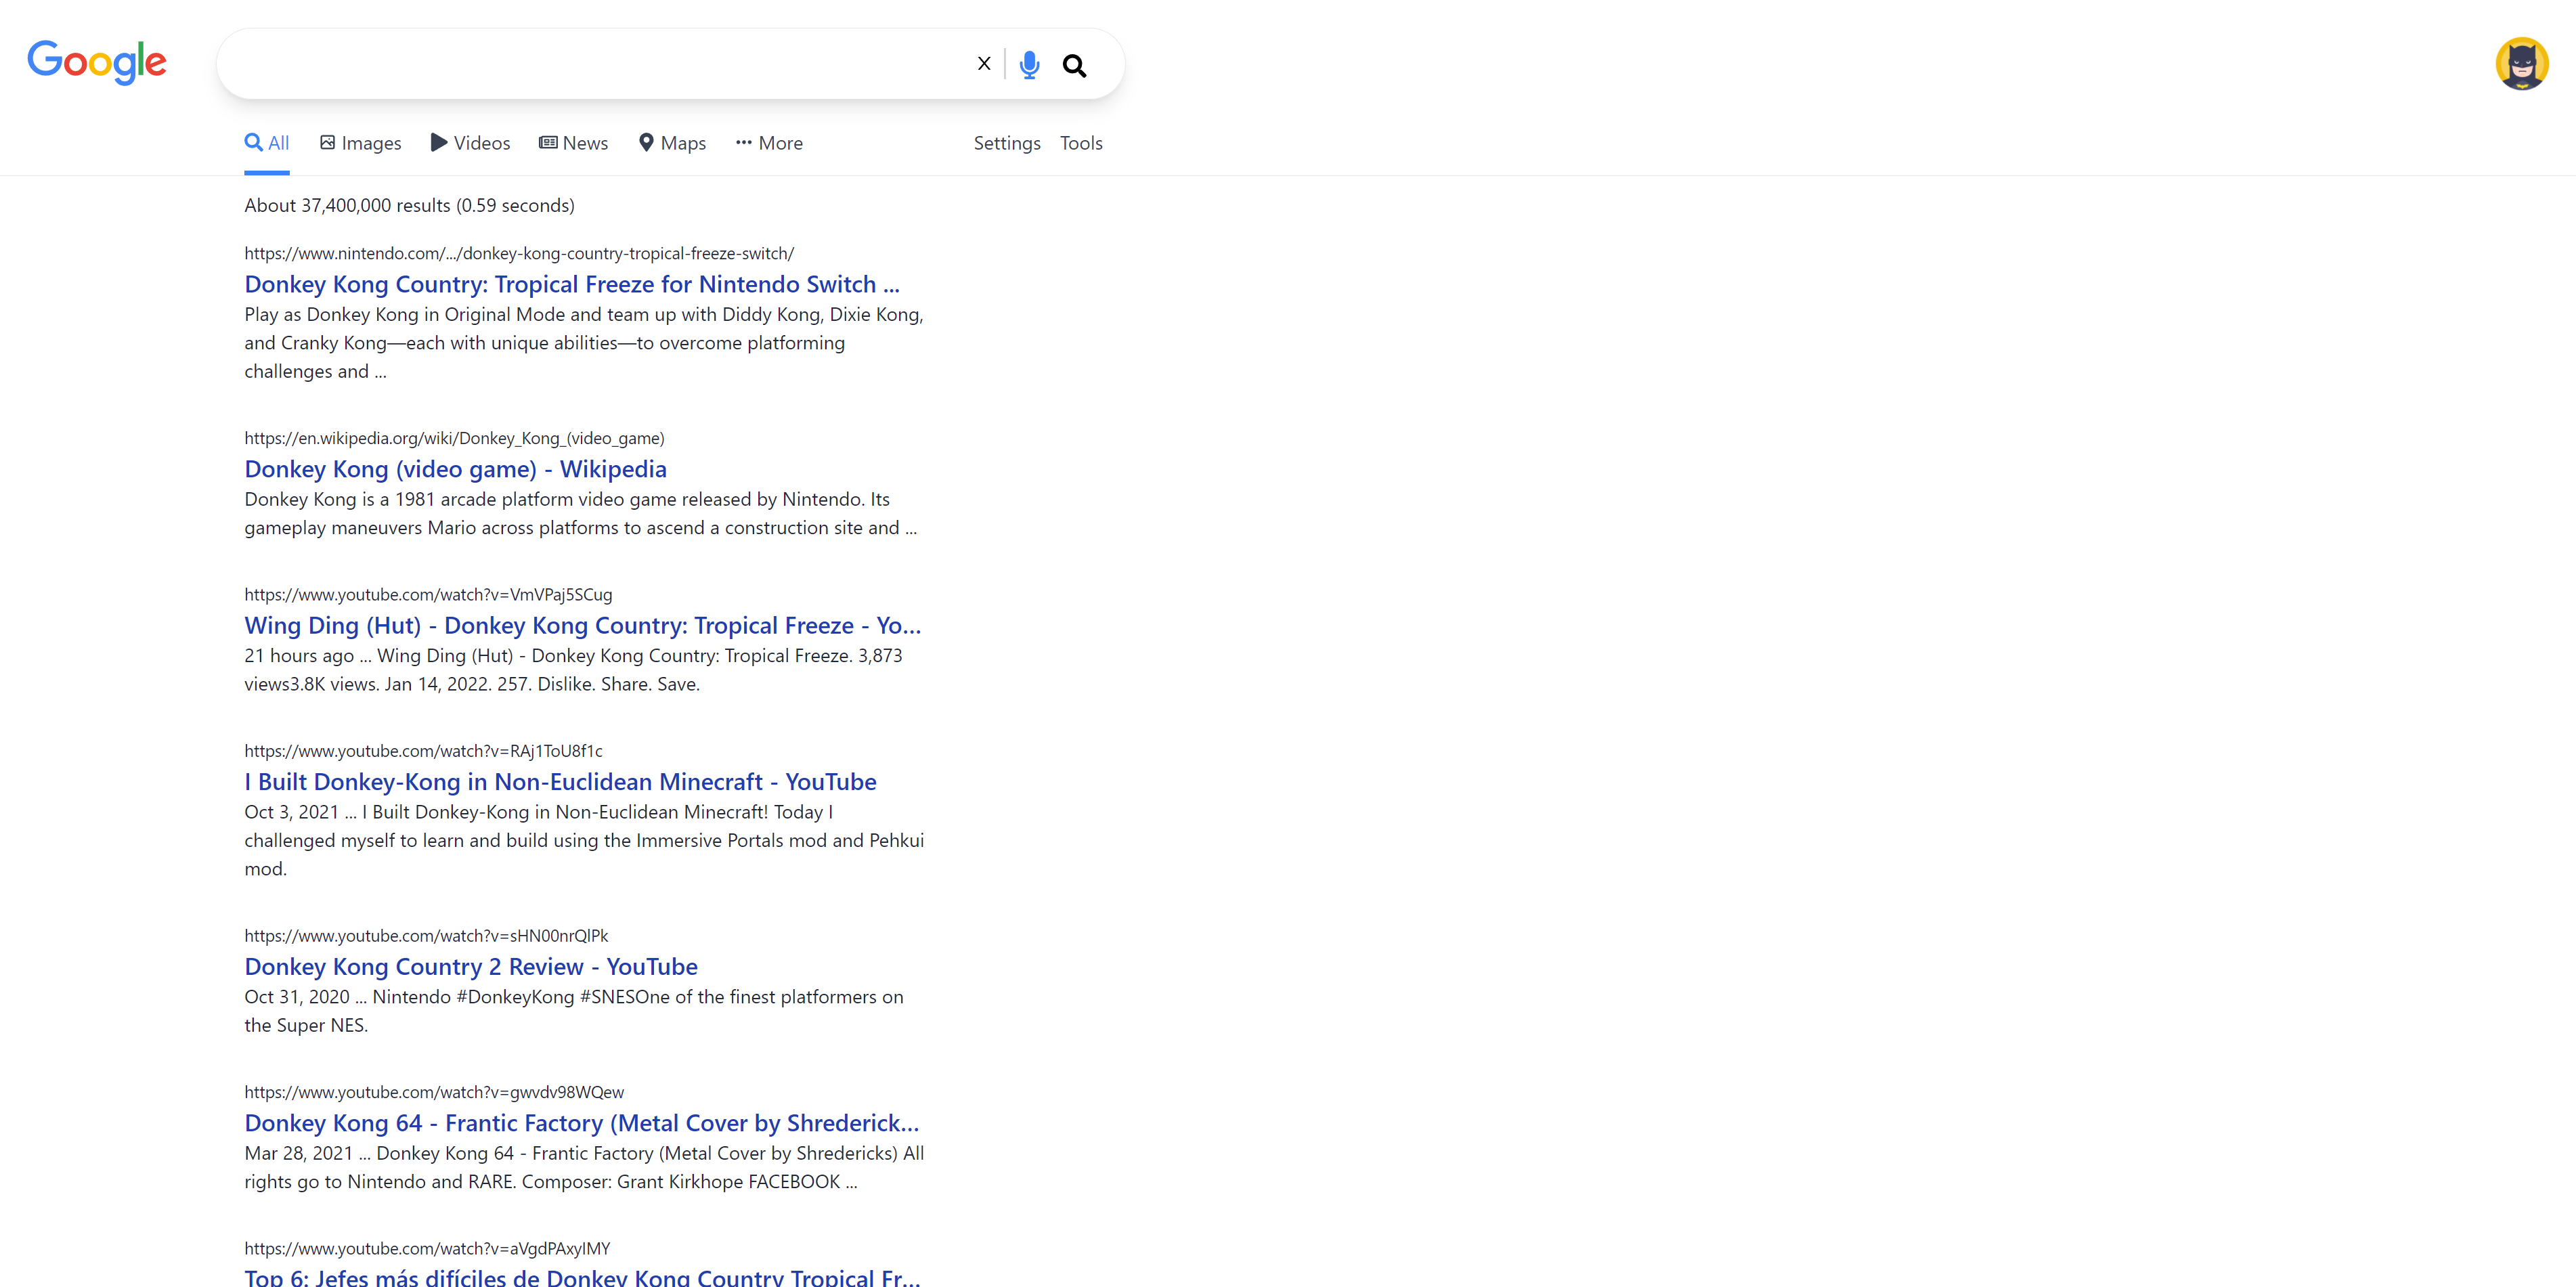 Google
X
All Images Videos News Maps More Settings Tools
About 37,400,000 results (0.59 seconds)
https://www.nintendo.com/.../donkey-kong-country-tropical-freeze-switch/
Donkey Kong Country: Tropical Freeze for Nintendo Switch ...
Play as Donkey Kong in Original Mode and team up with Diddy Kong, Dixie Kong,
and Cranky Kong—each with unique abilities—to overcome platforming
challenges and ...
https://en.wikipedia.org/wiki/Donkey_Kong_(video_game)
Donkey Kong (video game) - Wikipedia
Donkey Kong is a 1981 arcade platform video game released by Nintendo. Its
gameplay maneuvers Mario across platforms to ascend a construction site and ...
https://www.youtube.com/watch?v=VmVPaj5SCug
Wing Ding (Hut) - Donkey Kong Country: Tropical Freeze - Yo...
21 hours ago ... Wing Ding (Hut) - Donkey Kong Country: Tropical Freeze. 3,873
views3.8K views. Jan 14, 2022. 257. Dislike. Share. Save.
https://www.youtube.com/watch?v=RAj1ToU8f1c
I Built Donkey-Kong in Non-Euclidean Minecraft - YouTube
Oct 3, 2021 ... I Built Donkey-Kong in Non-Euclidean Minecraft! Today I
challenged myself to learn and build using the Immersive Portals mod and Pehkui
mod.
https://www.youtube.com/watch?v=sHN00nrQlPk
Donkey Kong Country 2 Review - YouTube
Oct 31, 2020 ... Nintendo #DonkeyKong #SNESOne of the finest platformers on
the Super NES.
https://www.youtube.com/watch?v=gwvdv98WQew
Donkey Kong 64 - Frantic Factory (Metal Cover by Shrederick...
Mar 28, 2021 ... Donkey Kong 64 - Frantic Factory (Metal Cover by Shredericks) All
rights go to Nintendo and RARE. Composer: Grant Kirkhope FACEBOOK ...
https://www.youtube.com/watch?v=aVgdPAxyIMY
Top 6: Jefes más difíciles de Donkey Kong Country Tropical Fr...